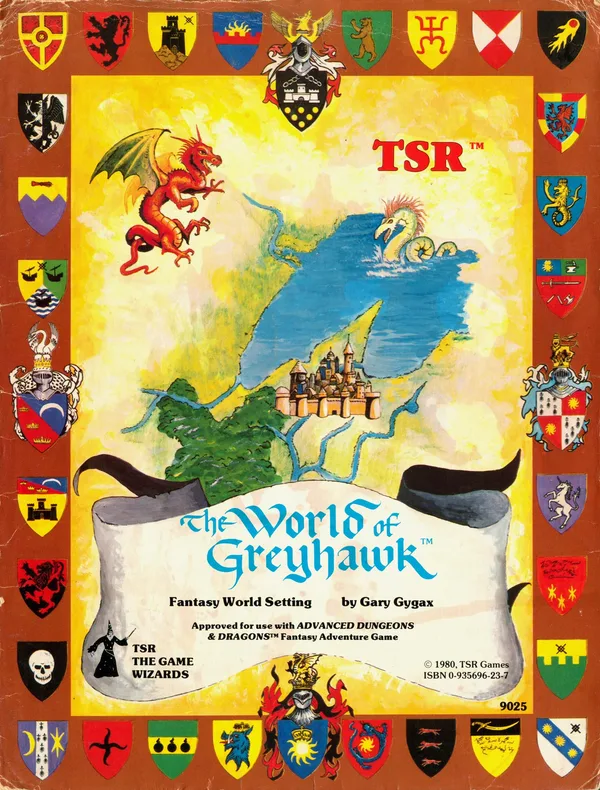 TSR™
The World of
Greyhawk™
Fantasy World Setting by Gary Gygax
Approved for use with ADVANCED DUNGEONS
& DRAGONS™ Fantasy Adventure Game
TSR
THE GAME
WIZARDS
© 1980, TSR Games
ISBN 0-935696-23-7
9025